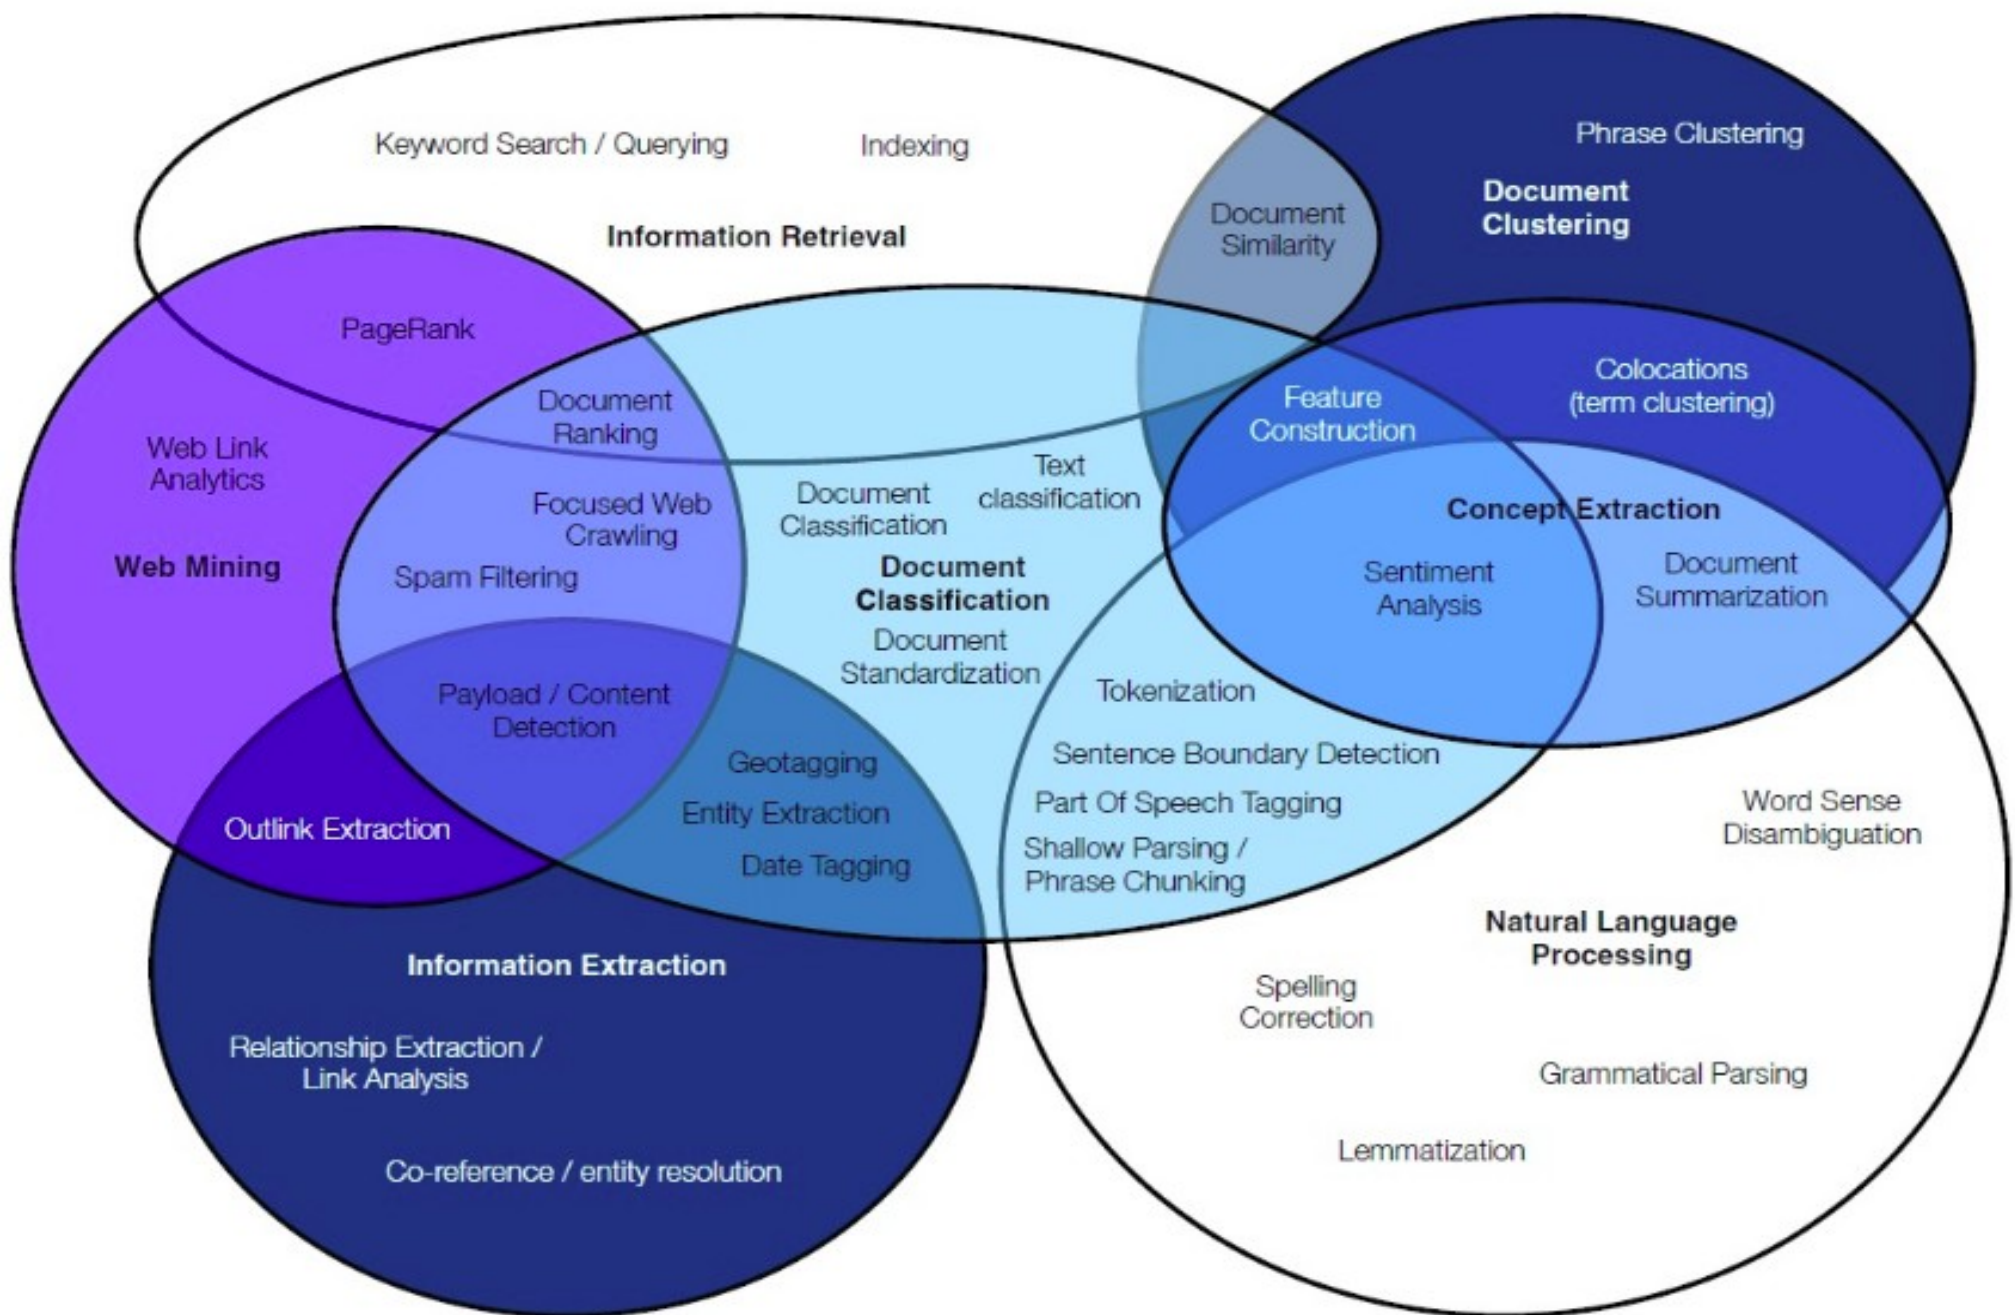 Keyword Search / Querying
Indexing
Information Retrieval
Phrase Clustering
Document
Clustering
Document
Similarity
PageRank
Document
Ranking
Web Link
Analytics
Web Mining
Focused Web
Crawling
Spam Filtering
Payload / Content
Detection
Outlink Extraction
Document
Classification
Text
classification
Document
Classification
Document
Standardization
Feature
Construction
Colocations
(term clustering)
Concept Extraction
Sentiment
Analysis
Document
Summarization
Geotagging
Entity Extraction
Date Tagging
Tokenization
Sentence Boundary Detection
Part Of Speech Tagging
Shallow Parsing /
Phrase Chunking
Word Sense
Disambiguation
Natural Language
Processing
Spelling
Correction
Grammatical Parsing
Lemmatization
Information Extraction
Relationship Extraction /
Link Analysis
Co-reference / entity resolution